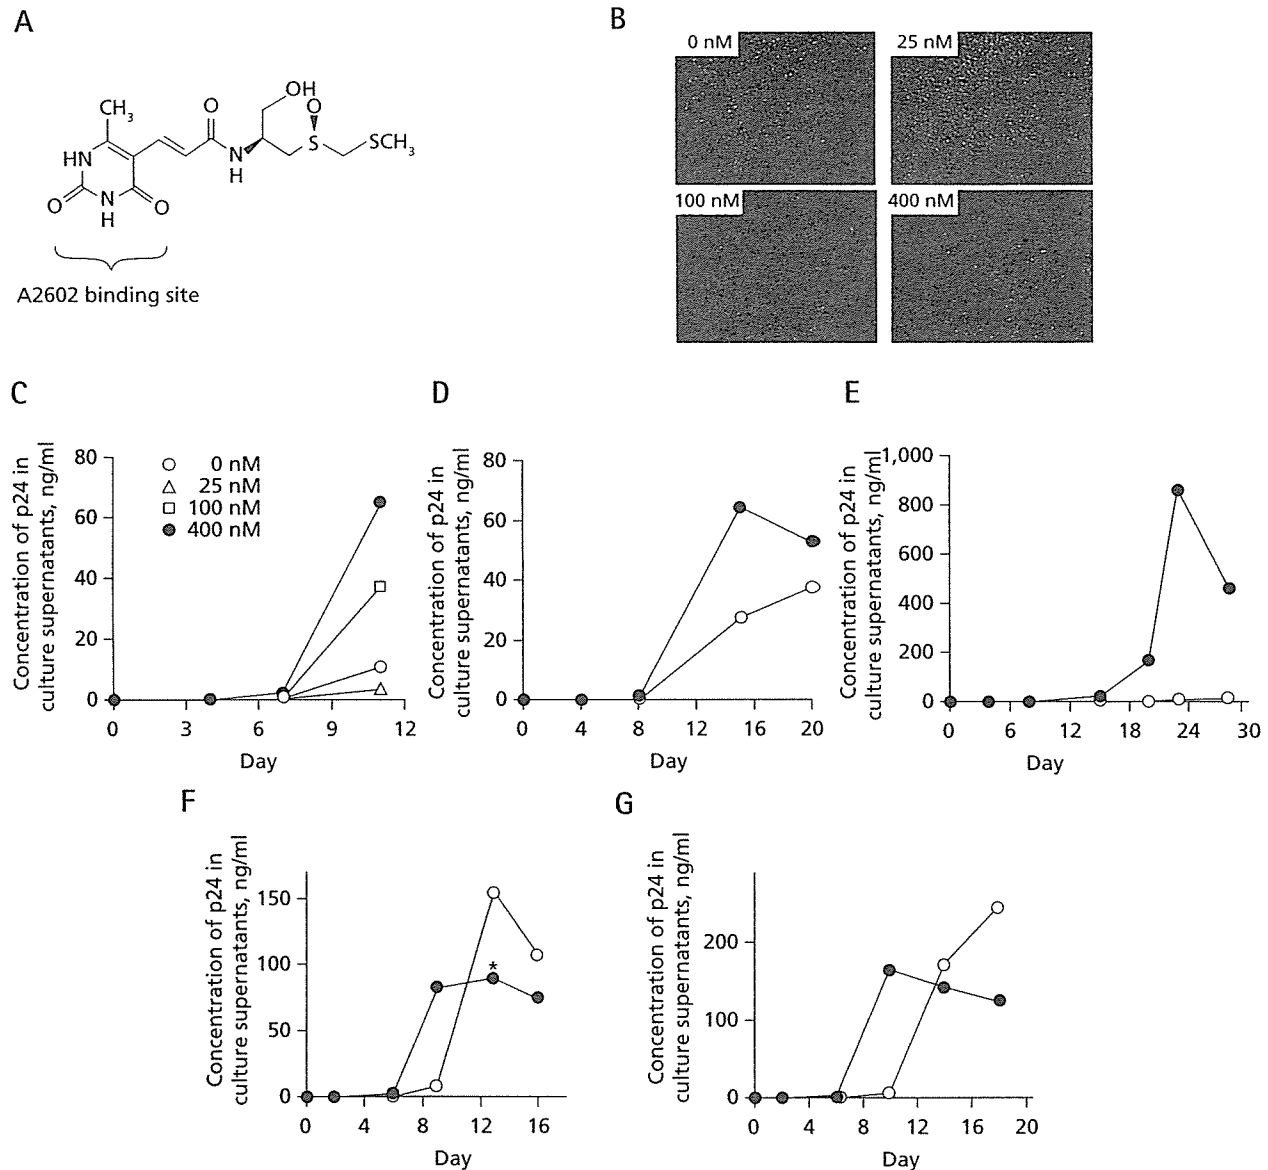 A
B
CH₃
O
OH
O
HN
N
H
S
SCH₃
O
N
H
O
A2602 binding site
0 nM
25 nM
100 nM
400 nM
C
D
E
Concentration of p24 in
culture supernatants, ng/ml
80
60
40
20
0
0 nM
25 nM
100 nM
400 nM
0 3 6 9 12
Day
Concentration of p24 in
culture supernatants, ng/ml
80
60
40
20
0
0 4 8 12 16 20
Day
Concentration of p24 in
culture supernatants, ng/ml
1,000
800
600
400
200
0
0 6 12 18 24 30
Day
F
G
Concentration of p24 in
culture supernatants, ng/ml
150
100
50
0
*
0 4 8 12 16
Day
Concentration of p24 in
culture supernatants, ng/ml
200
100
0
0 4 8 12 16 20
Day